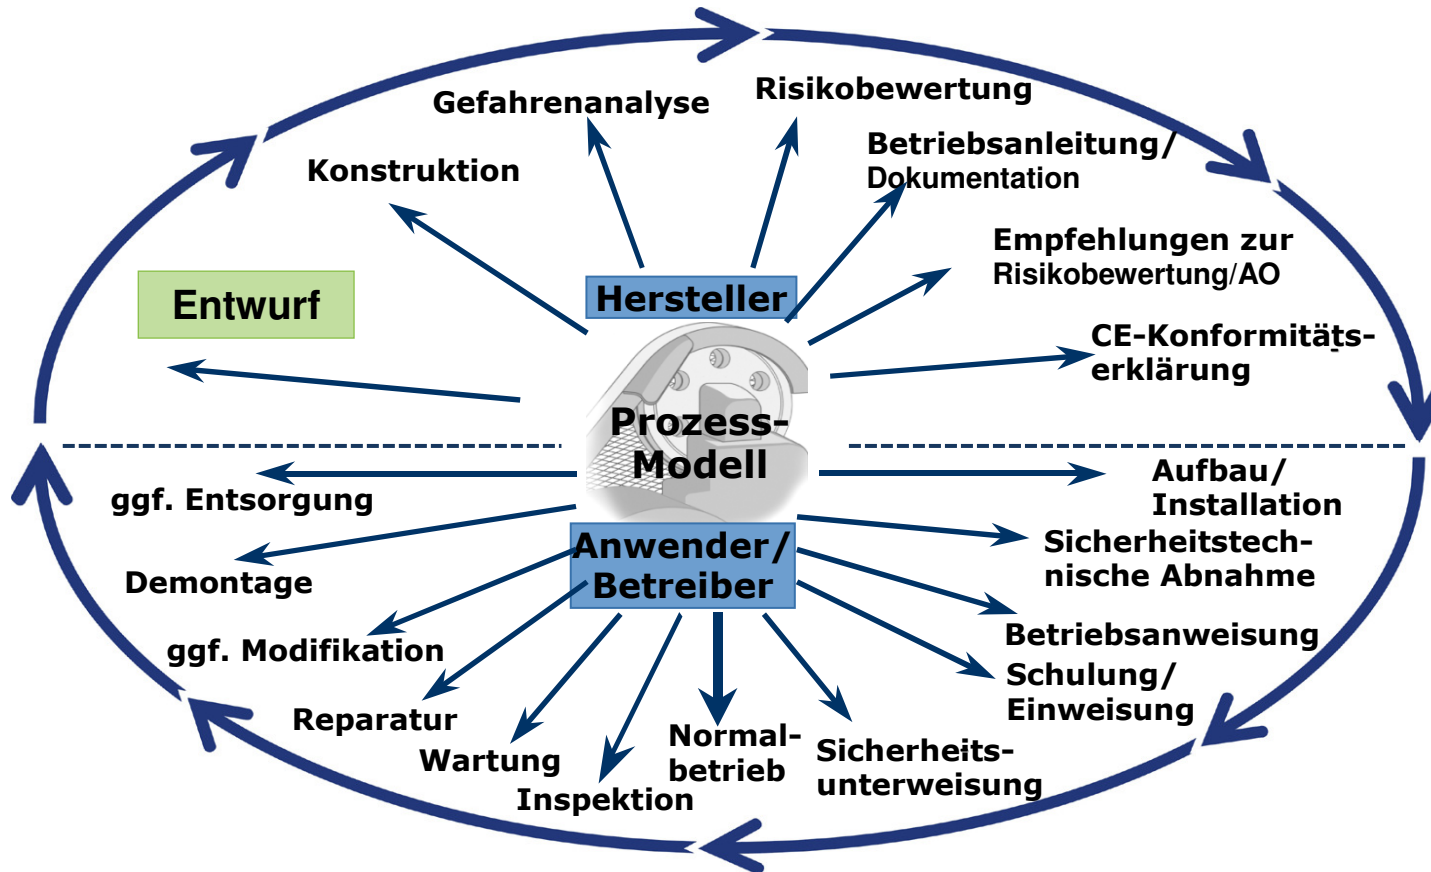 Gefahrenanalyse
Risikobewertung
Konstruktion
Betriebsanleitung/
Dokumentation
Empfehlungen zur
Risikobewertung/AO
Entwurf
Hersteller
CE-Konformitäts-
erklärung
Prozess-
Modell
ggf. Entsorgung
Aufbau/
Installation
Anwender/
Betreiber
Sicherheitstech-
nische Abnahme
Demontage
Betriebsanweisung
ggf. Modifikation
Schulung/
Einweisung
Reparatur
Wartung
Inspektion
Normal-
betrieb
Sicherheits-
unterweisung